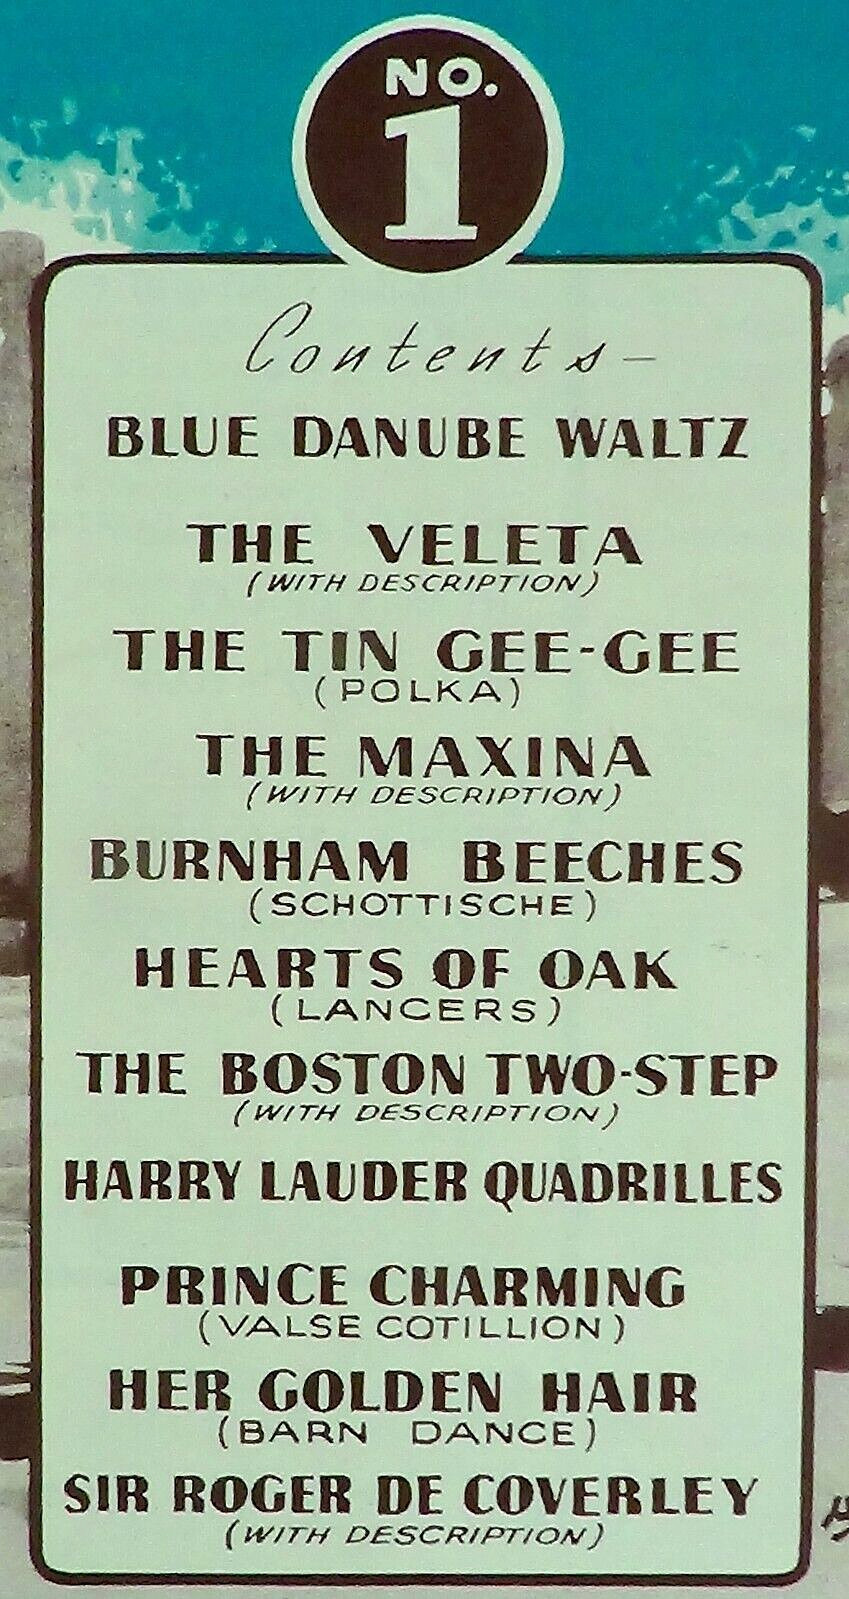 NO.
1
Contents-
BLUE DANUBE WALTZ
THE VELETA
(WITH DESCRIPTION)
THE TIN GEE-GEE
(POLKA)
THE MAXINA
(WITH DESCRIPTION)
BURNHAM BEECHES
(SCHOTTISCHE)
HEARTS OF OAK
(LANCERS)
THE BOSTON TWO-STEP
(WITH DESCRIPTION)
HARRY LAUDER QUADRILLES
PRINCE CHARMING
(VALSE COTILLION)
HER GOLDEN HAIR
(BARN DANCE)
SIR ROGER DE COVERLEY
(WITH DESCRIPTION)